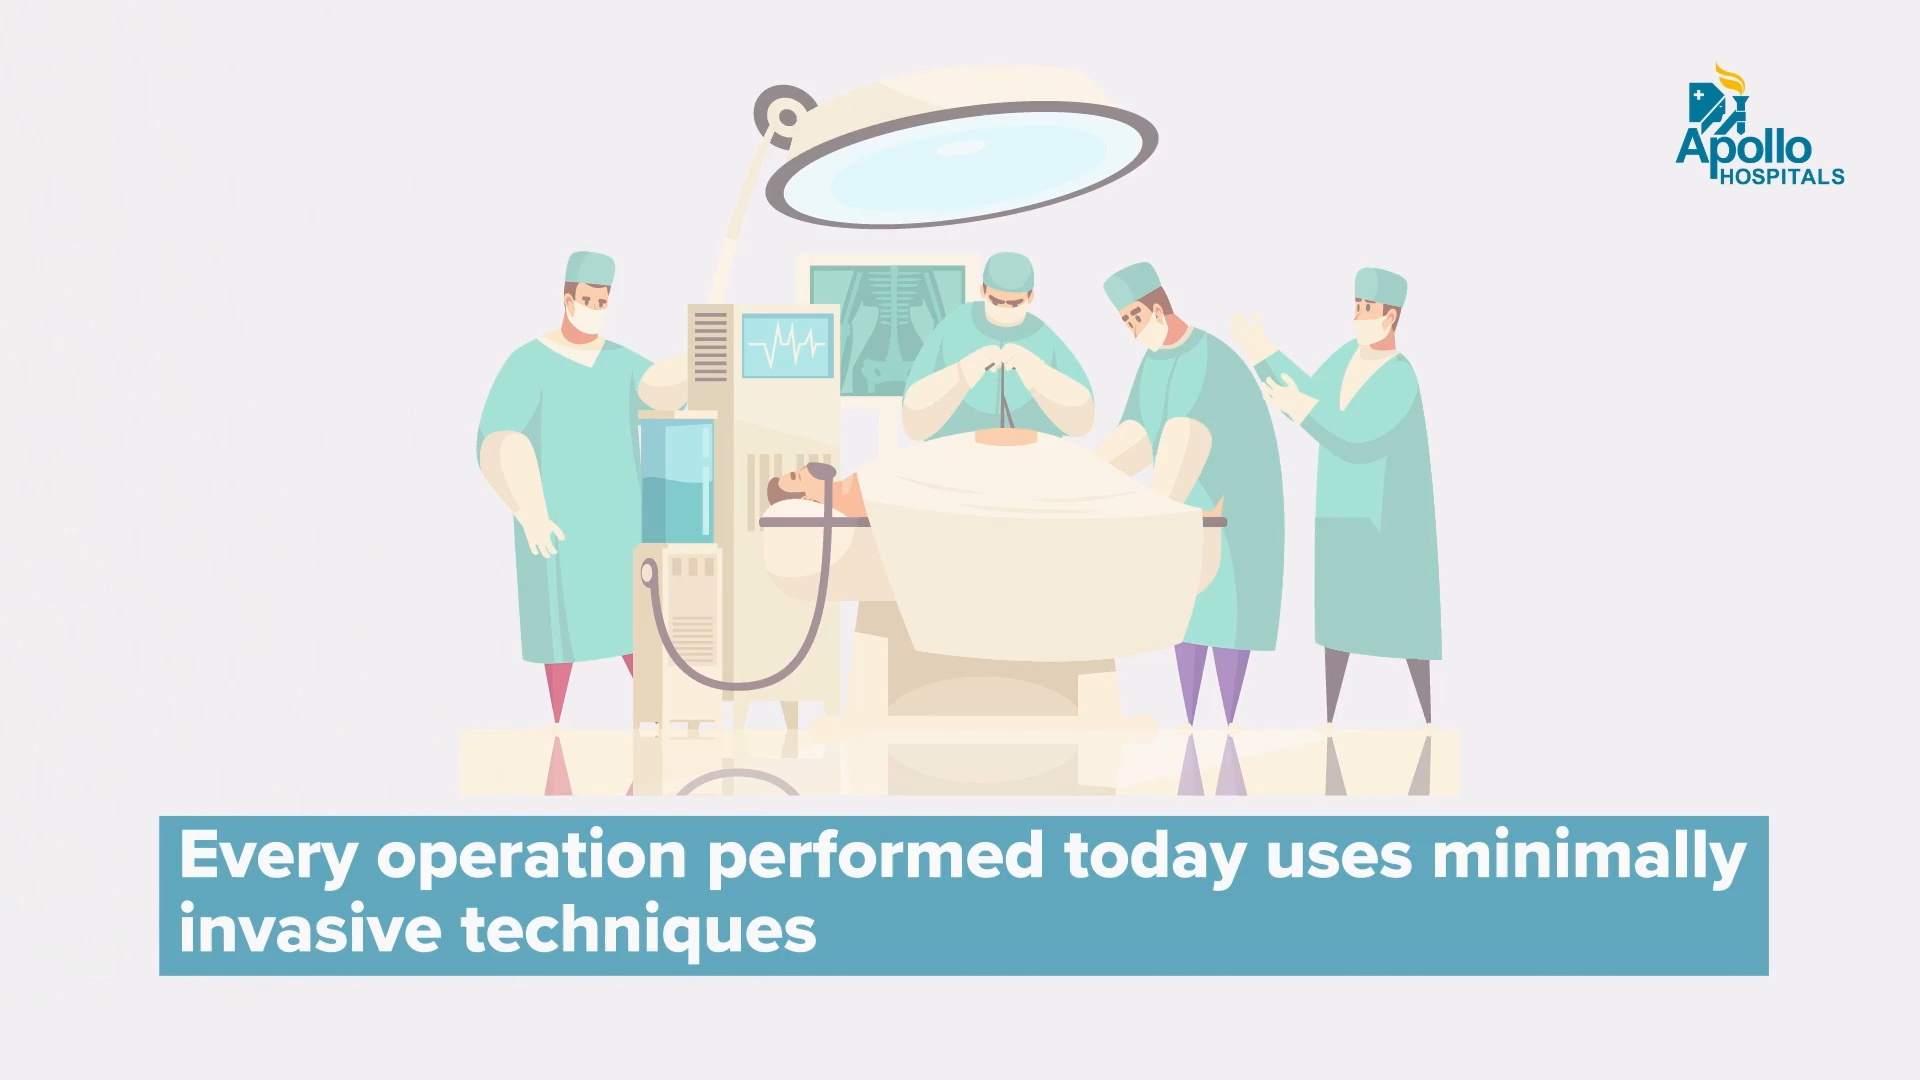 Apollo
HOSPITALS
Every operation performed today uses minimally
invasive techniques